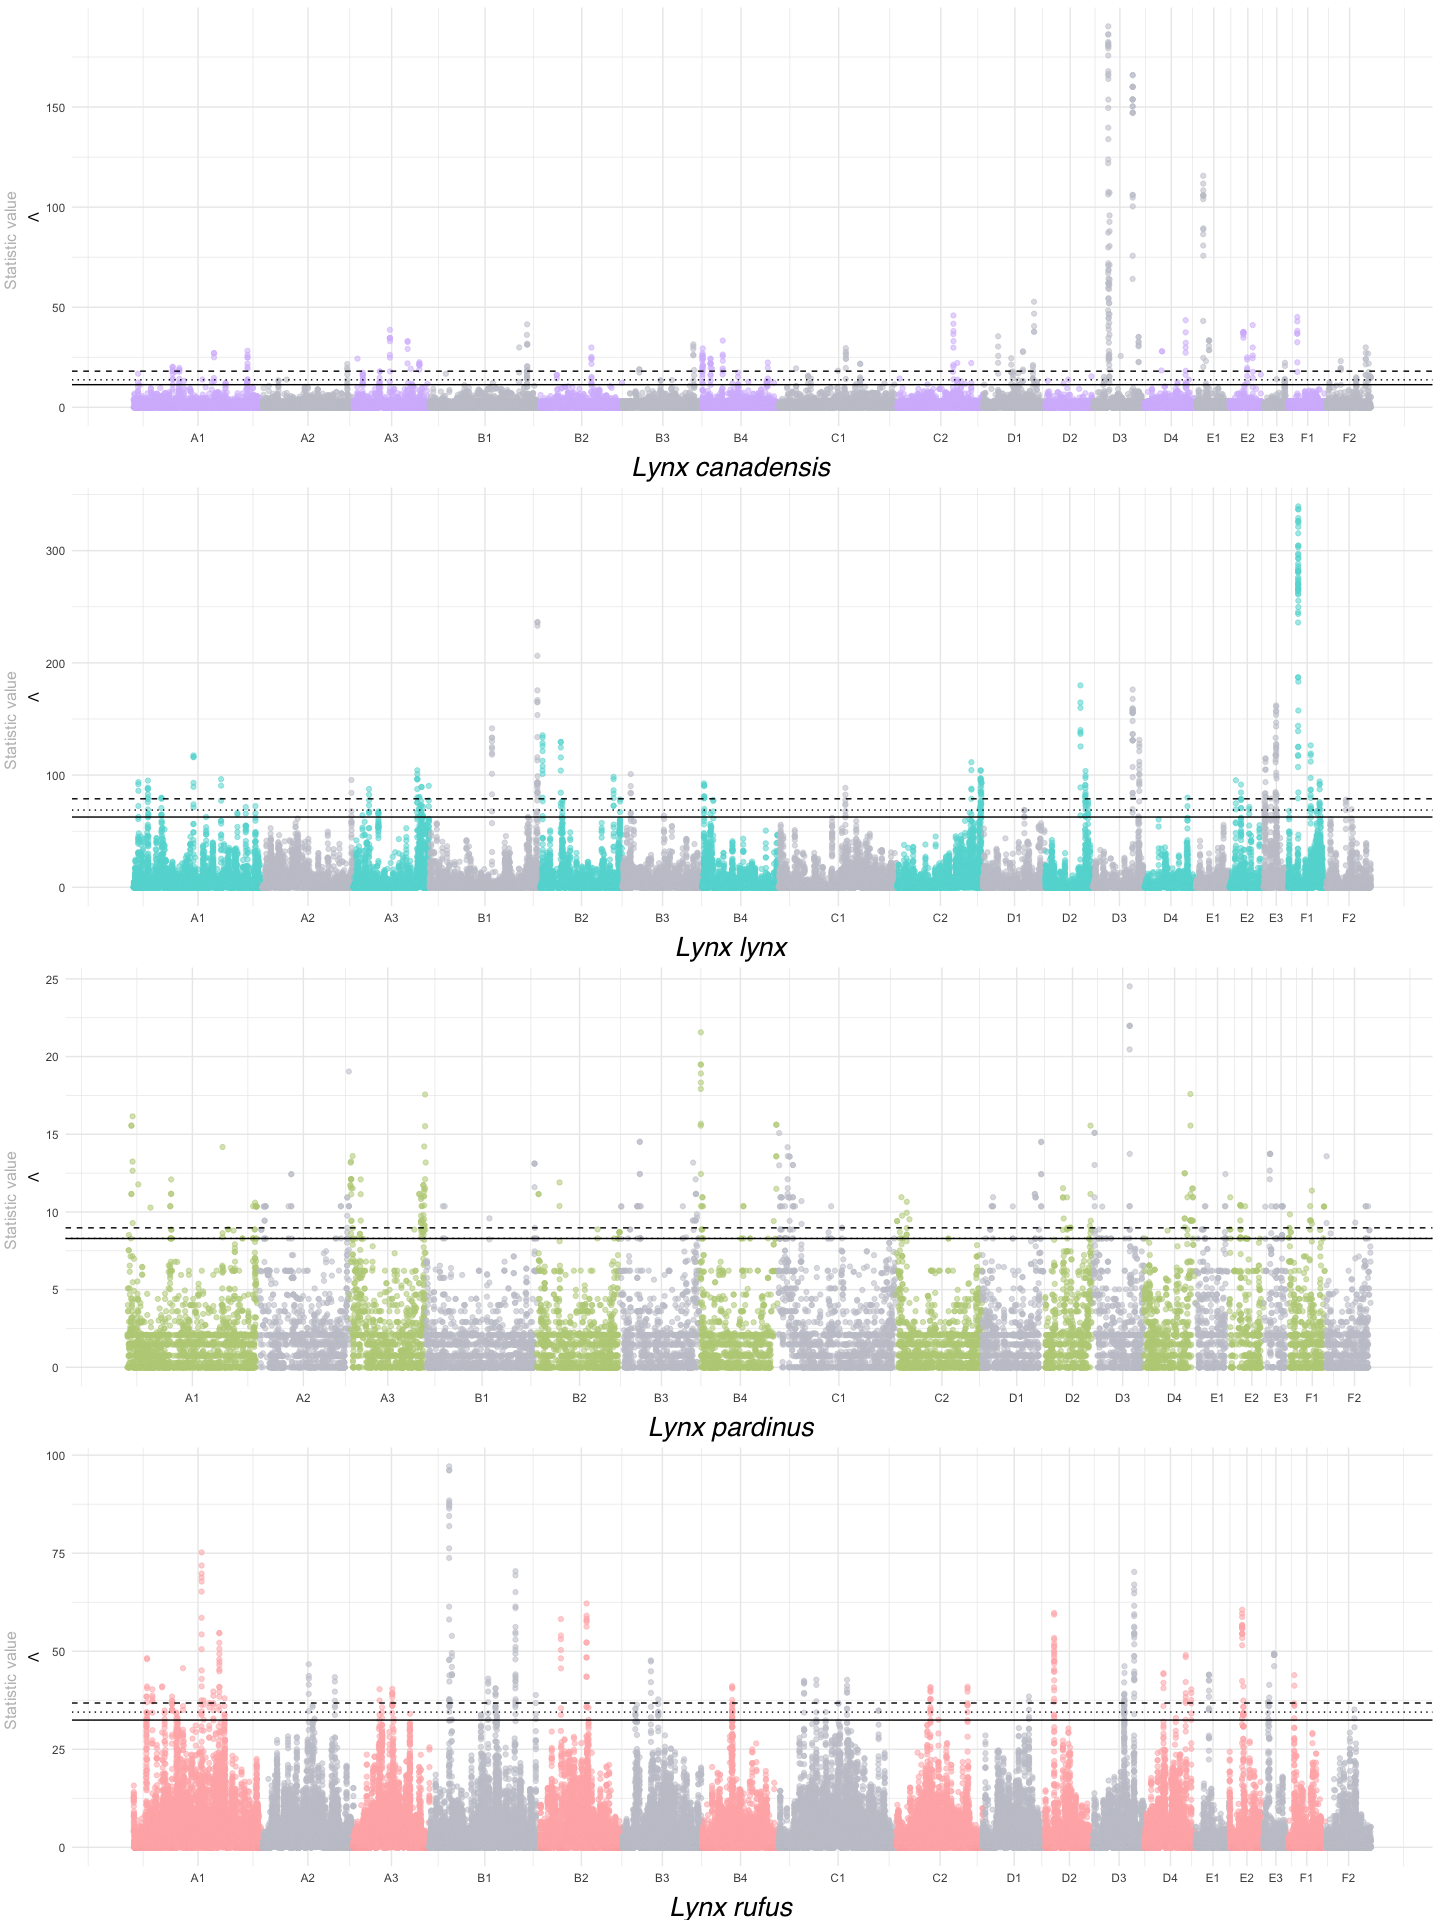 150
100
50
0
Statistic value
Λ
A1 A2 A3 B1 B2 B3 B4 C1 C2 D1 D2 D3 D4 E1 E2 E3 F1 F2
Lynx canadensis
300
200
100
0
Statistic value
Λ
A1 A2 A3 B1 B2 B3 B4 C1 C2 D1 D2 D3 D4 E1 E2 E3 F1 F2
Lynx lynx
25
20
15
10
5
0
Statistic value
Λ
A1 A2 A3 B1 B2 B3 B4 C1 C2 D1 D2 D3 D4 E1 E2 E3 F1 F2
Lynx pardinus
100
75
50
25
0
Statistic value
Λ
A1 A2 A3 B1 B2 B3 B4 C1 C2 D1 D2 D3 D4 E1 E2 E3 F1 F2
Lynx rufus